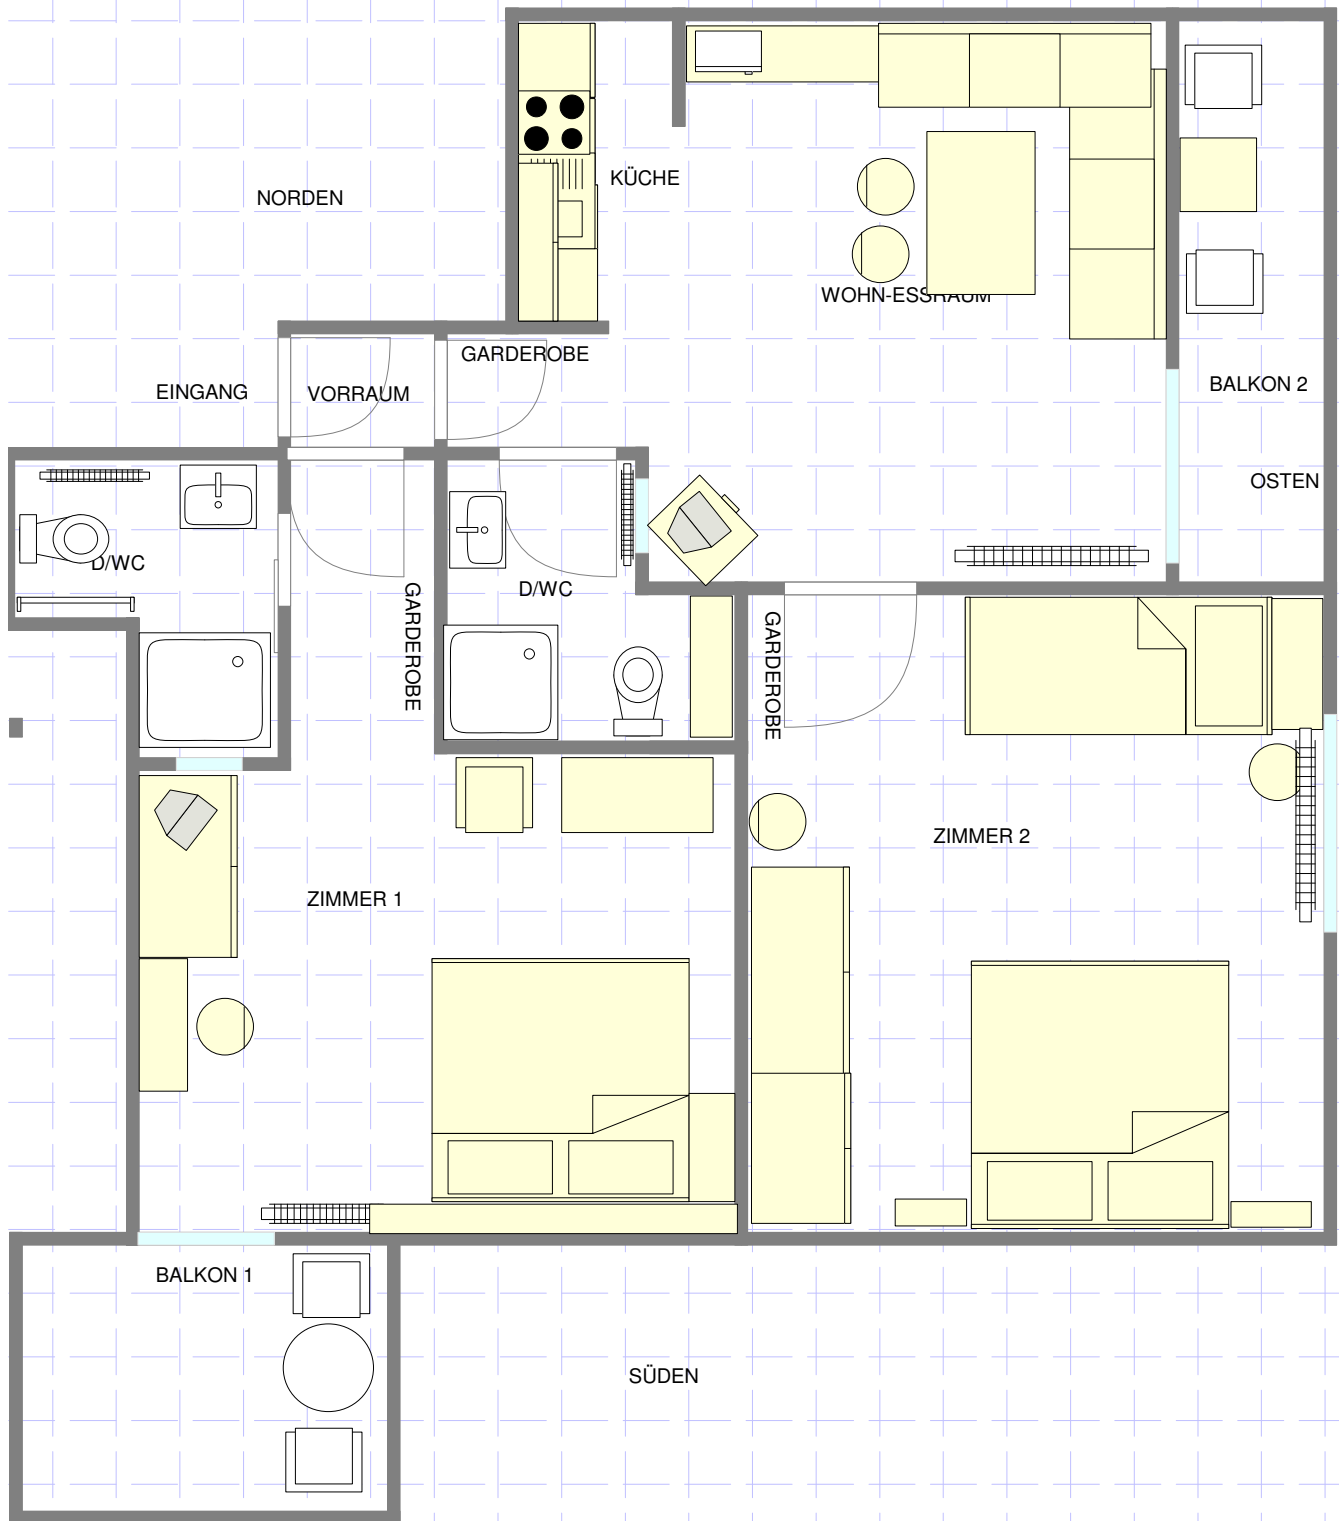 KÜCHE
NORDEN
WOHN-ESSRAUM
GARDEROBE
BALKON 2
EINGANG
VORRAUM
OSTEN
D/WC
D/WC
GARDEROBE
GARDEROBE
ZIMMER 2
ZIMMER 1
BALKON 1
SÜDEN